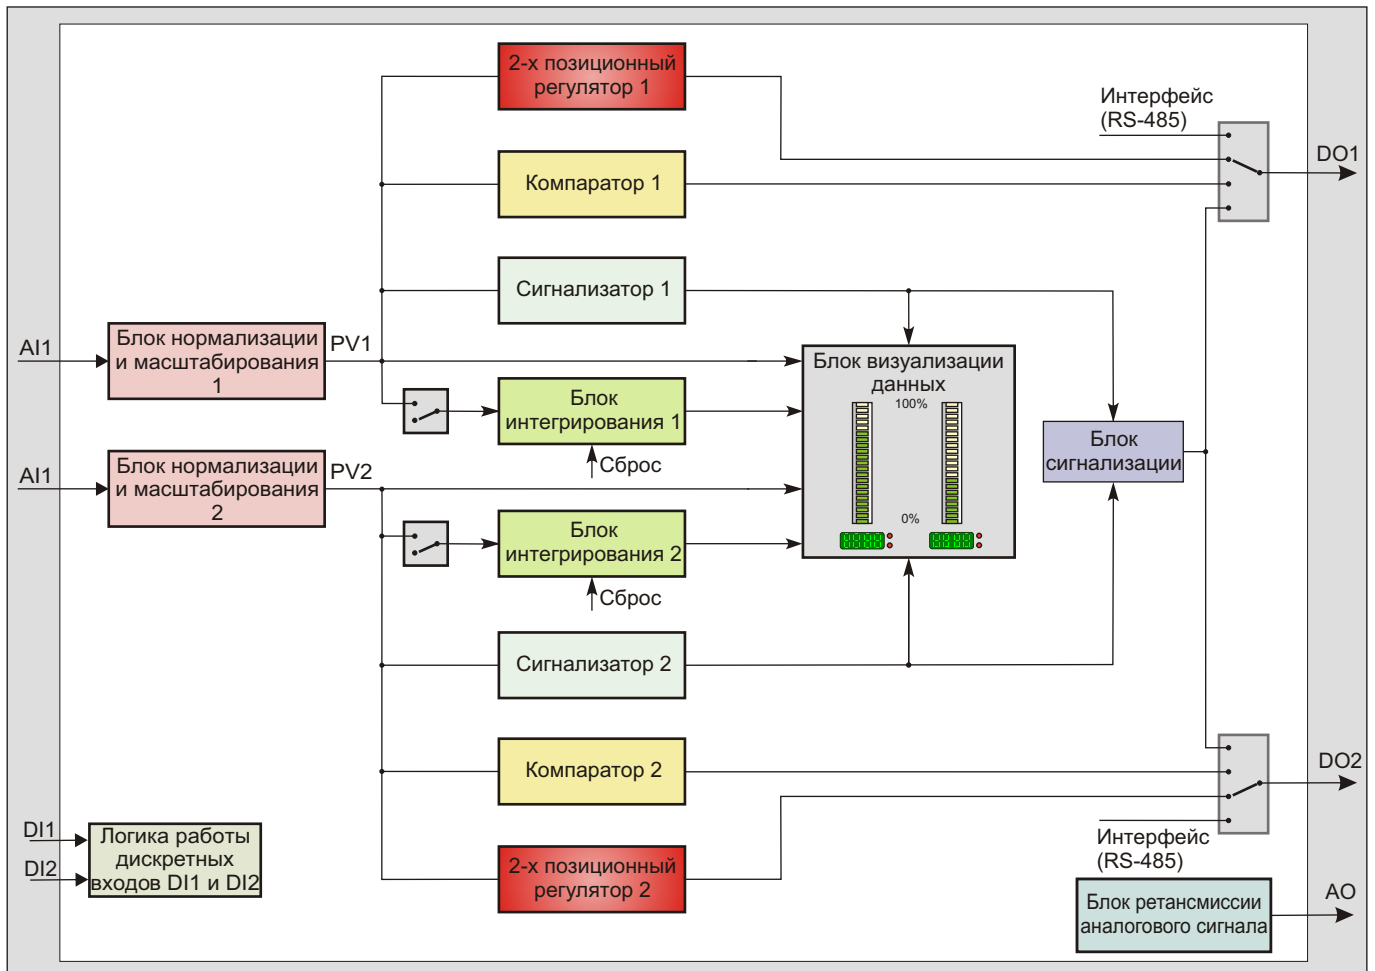 2-х позиционный
регулятор 1
Интерфейс
(RS-485)
DO1
Компаратор 1
Сигнализатор 1
AI1
Блок нормализации
и масштабирования
1
PV1
Блок визуализации
данных
100%
0%
Блок
интегрирования 1
Сброс
Блок
сигнализации
AI1
Блок нормализации
и масштабирования
2
PV2
Блок
интегрирования 2
Сброс
Сигнализатор 2
Компаратор 2
DO2
DI1
DI2
Логика работы
дискретных
входов DI1 и DI2
2-х позиционный
регулятор 2
Интерфейс
(RS-485)
Блок ретансмиссии
аналогового сигнала
AO